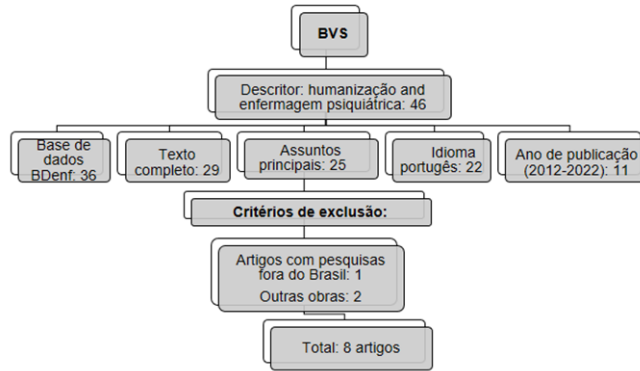 BVS
Descritor: humanização and
enfermagem psiquiátrica: 46
Base de
dados
BDenf: 36
Texto
completo: 29
Assuntos
principais: 25
Idioma
portugês: 22
Ano de publicação
(2012-2022): 11
Critérios de exclusão:
Artigos com pesquisas
fora do Brasil: 1
Outras obras: 2
Total: 8 artigos